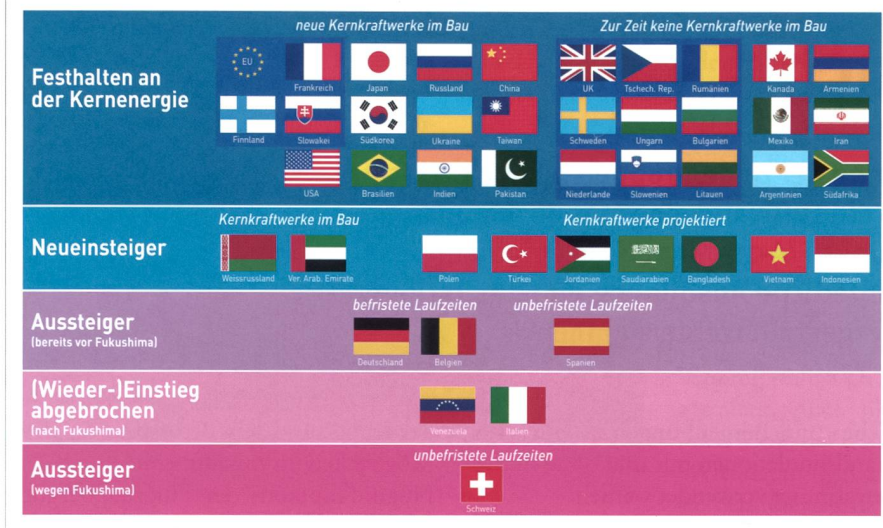 neue Kernkraftwerke im Bau
Zur Zeit keine Kernkraftwerke im Bau
Festhalten an
der Kernenergie
EU
Frankreich
Japan
Russland
China
UK
Tschech. Rep.
Rumänien
Kanada
Armenien
Finnland
Slowakei
Südkorea
Ukraine
Taiwan
Schweden
Ungarn
Bulgarien
Mexiko
Iran
USA
Brasilien
Indien
Pakistan
Niederlande
Slowenien
Litauen
Argentinien
Südafrika
Neueinsteiger
Kernkraftwerke im Bau
Kernkraftwerke projektiert
Weissrussland
Ver. Arab. Emirate
Polen
Türkei
Jordanien
Saudiarabien
Bangladesh
Vietnam
Indonesien
Aussteiger
(bereits vor Fukushima)
befristete Laufzeiten
unbefristete Laufzeiten
Deutschland
Belgien
Spanien
(Wieder-)Einstieg
abgebrochen
(nach Fukushima)
Venezuela
Italien
Aussteiger
(wegen Fukushima)
unbefristete Laufzeiten
Schweiz